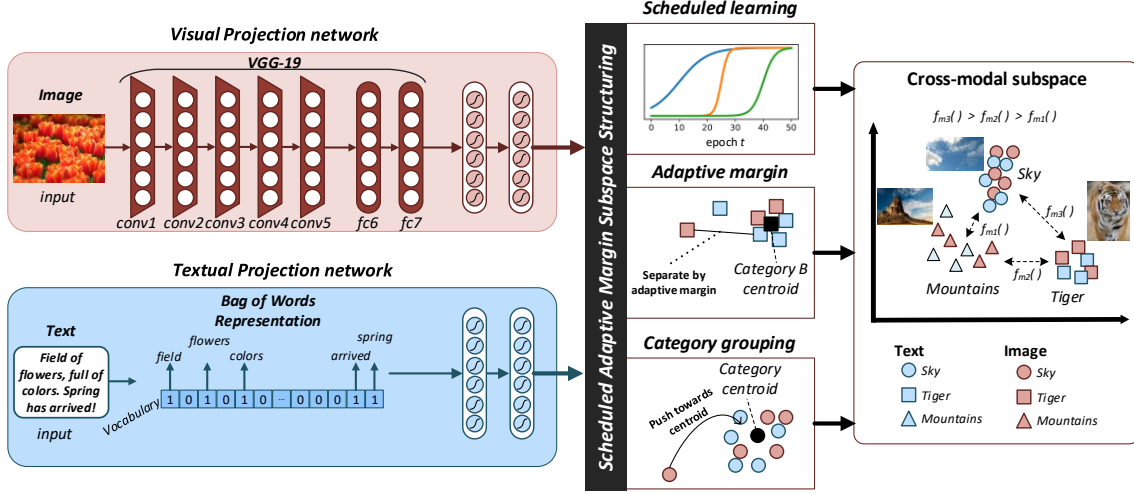 Visual Projection network
VGG-19
Image
input
conv1 conv2 conv3 conv4 conv5 fc6 fc7
Textual Projection network
Bag of Words
Representation
Text
Field of
flowers, full of
colors. Spring
has arrived!
input
field
flowers
colors
arrived
spring
Vocabulary
1 0 1 0 1 0 ... 0 0 0 1 1
Scheduled Adaptive Margin Subspace Structuring
Scheduled learning
0 10 20 30 40 50
epoch t
Adaptive margin
Separate by
adaptive margin
Category B
centroid
Category grouping
Category
centroid
Push towards
centroid
Cross-modal subspace
fm3( ) > fm2( ) > fm1( )
Sky
fm3( )
fm1( )
fm2( )
Mountains
Tiger
Text Image
Sky Sky
Tiger Tiger
Mountains Mountains